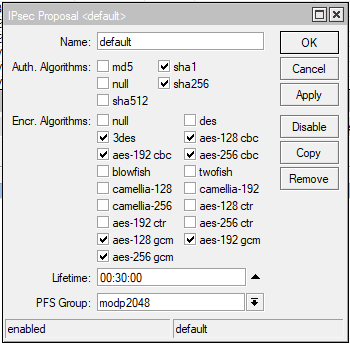 IPsec Proposal <default>
Name: default OK
Auth. Algorithms: md5 sha1 Cancel
null sha256
sha512 Apply
Encr. Algorithms: null des Disable
3des aes-128 cbc
aes-192 cbc aes-256 cbc Copy
blowfish twofish Remove
camellia-128 camellia-192
camellia-256 aes-128 ctr
aes-192 ctr aes-256 ctr
aes-128 gcm aes-192 gcm
aes-256 gcm
Lifetime: 00:30:00
PFS Group: modp2048
enabled default